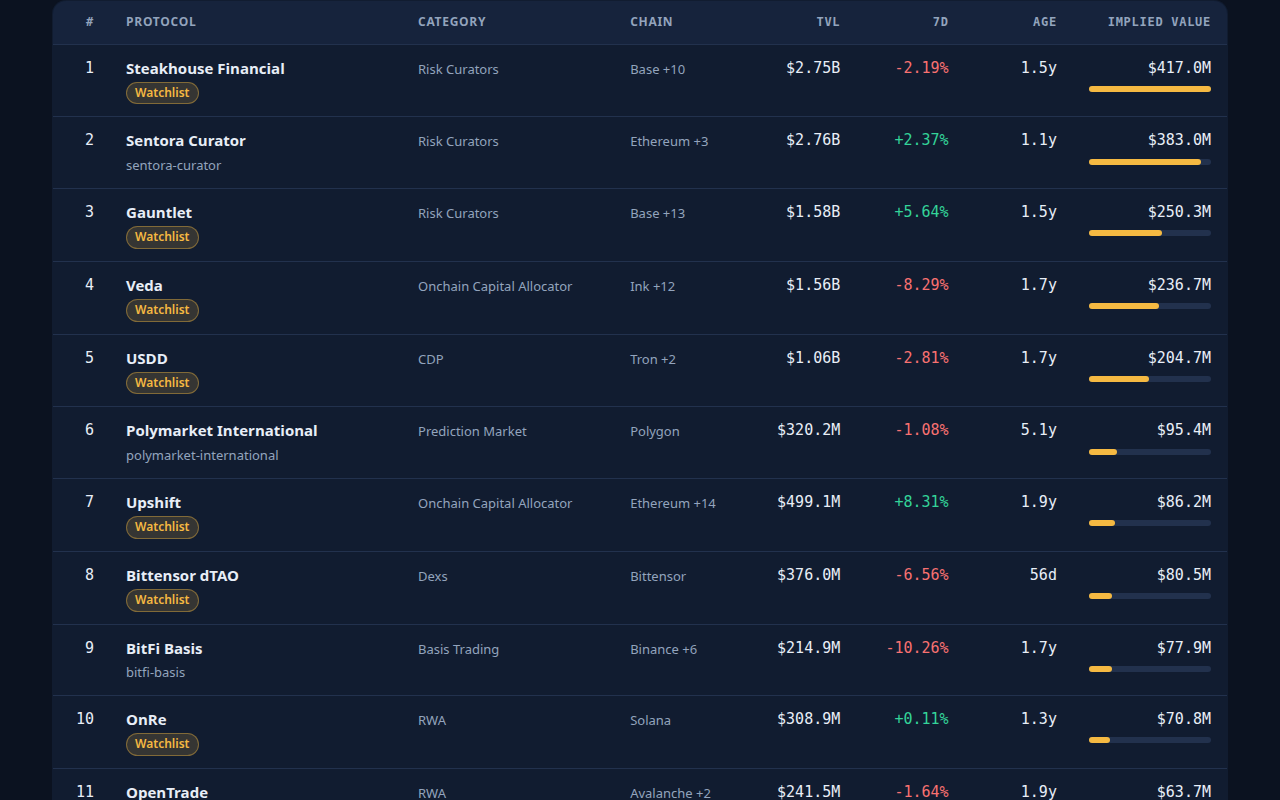 # PROTOCOL CATEGORY CHAIN TVL 7D AGE IMPLIED VALUE
1 Steakhouse Financial Risk Curators Base +10 $2.75B -2.19% 1.5y $417.0M
Watchlist
2 Sentora Curator Risk Curators Ethereum +3 $2.76B +2.37% 1.1y $383.0M
sentora-curator
3 Gauntlet Risk Curators Base +13 $1.58B +5.64% 1.5y $250.3M
Watchlist
4 Veda Onchain Capital Allocator Ink +12 $1.56B -8.29% 1.7y $236.7M
Watchlist
5 USDD CDP Tron +2 $1.06B -2.81% 1.7y $204.7M
Watchlist
6 Polymarket International Prediction Market Polygon $320.2M -1.08% 5.1y $95.4M
polymarket-international
7 Upshift Onchain Capital Allocator Ethereum +14 $499.1M +8.31% 1.9y $86.2M
Watchlist
8 Bittensor dTAO Dexs Bittensor $376.0M -6.56% 56d $80.5M
Watchlist
9 BitFi Basis Basis Trading Binance +6 $214.9M -10.26% 1.7y $77.9M
bitfi-basis
10 OnRe RWA Solana $308.9M +0.11% 1.3y $70.8M
Watchlist
11 OpenTrade RWA Avalanche +2 $241.5M -1.64% 1.9y $63.7M